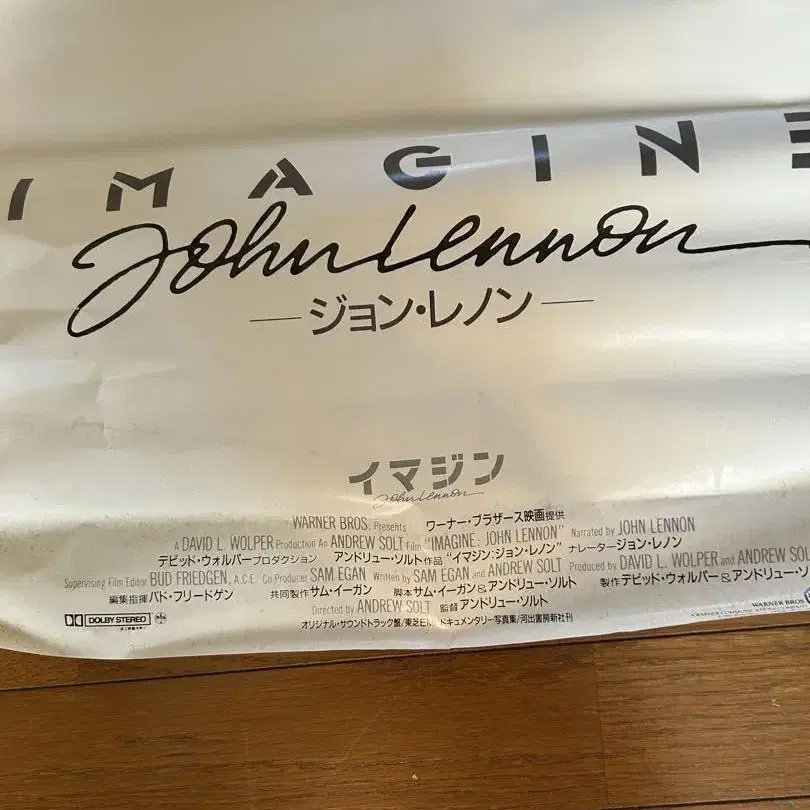 IMAGINE
John Lennon
—ジョン・レノン—
イマジン
John Lennon
WARNER BROS. Presents ワーナー・ブラザース映画提供
A DAVID L. WOLPER Production An ANDREW SOLT Film "IMAGINE: JOHN LENNON" Narrated by JOHN LENNON
デビッド・ウォルパープロダクション アンドリュー・ソルト作品 "イマジン:ジョン・レノン" ナレータージョン・レノン
Supervising Film Editor BUD FRIEDGEN, A.C.E. Co Producer SAM EGAN Written by SAM EGAN and ANDREW SOLT Produced by DAVID L. WOLPER and ANDREW SOL
編集指揮バド・フリードゲン 共同製作サム・イーガン 脚本サム・イーガン&アンドリュー・ソルト 製作デビッド・ウォルパー&アンドリュー・ソ
Directed by ANDREW SOLT 監督アンドリュー・ソルト
DOLBY STEREO オリジナル・サウンドトラック盤/東芝EMI ドキュメンタリー写真集/河出書房新社刊
WARNER BROS